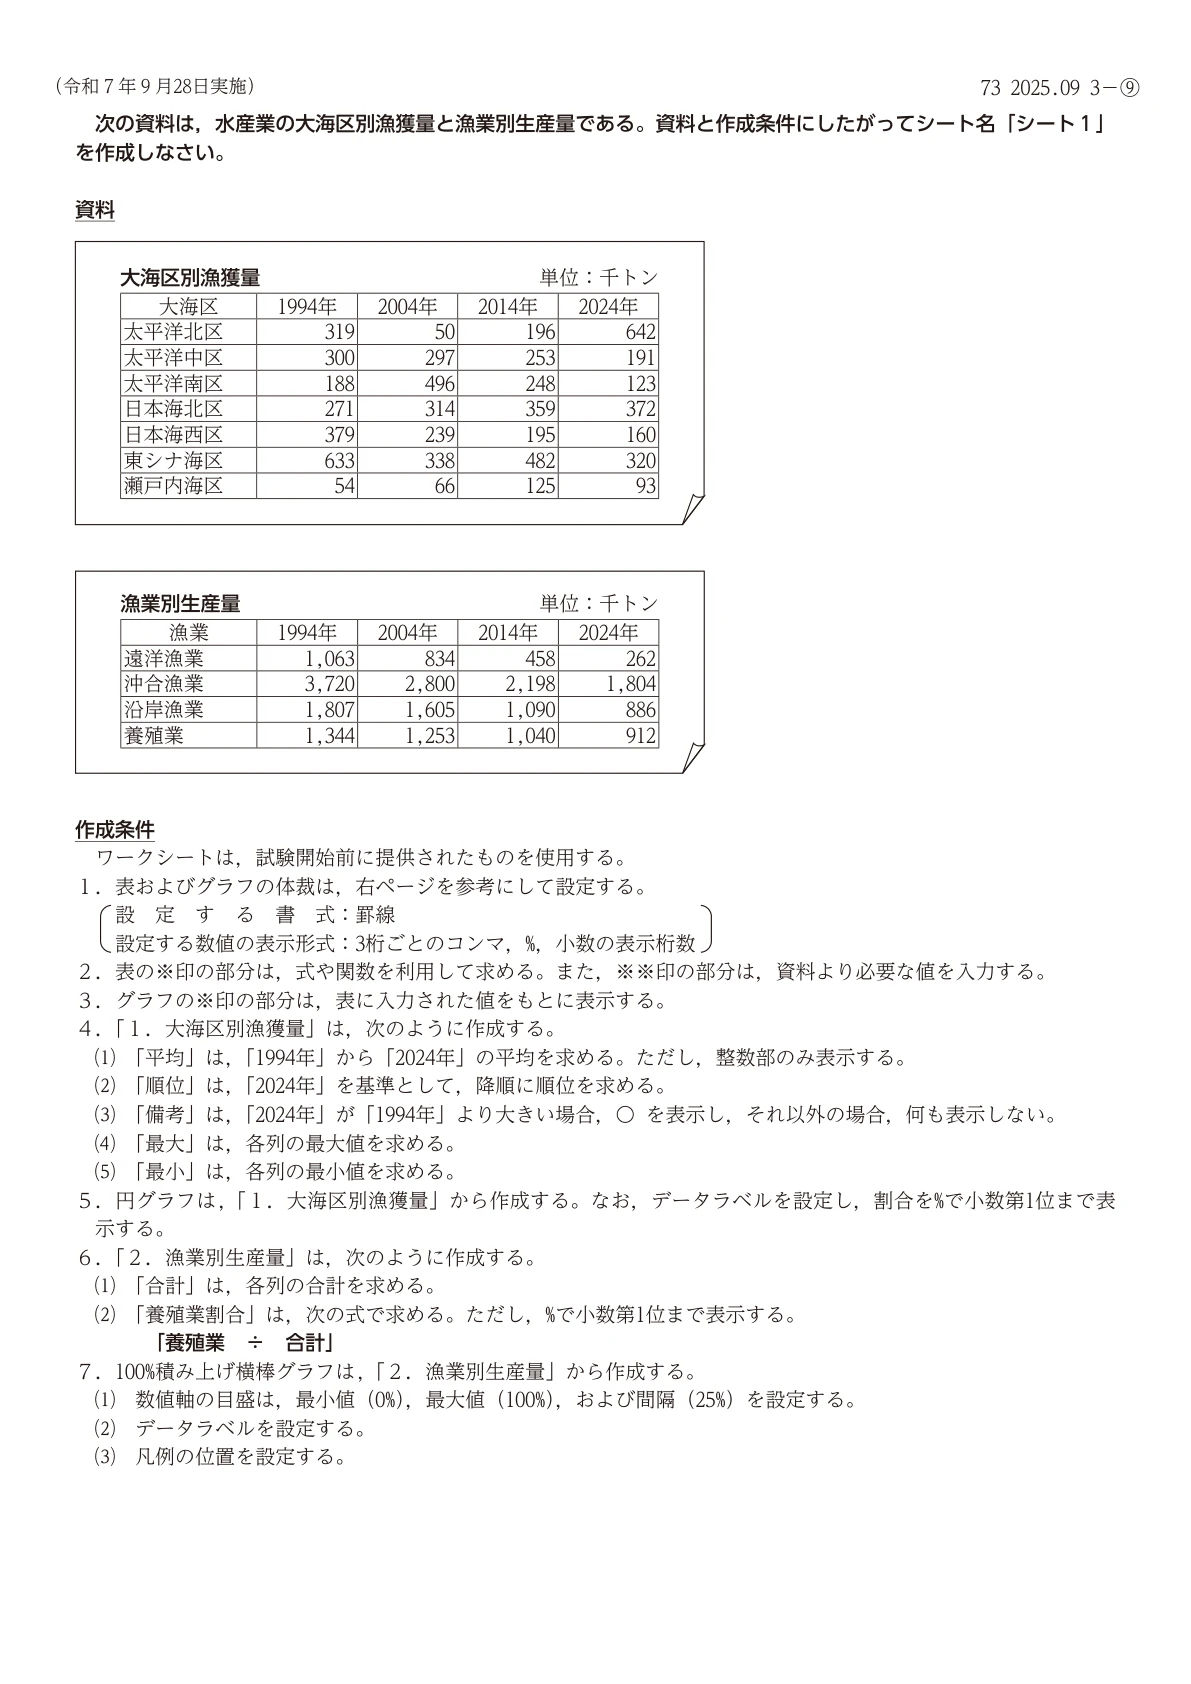 （令和７年９月28日実施）
73 2025.09 3－⑨
次の資料は，水産業の大海区別漁獲量と漁業別生産量である。資料と作成条件にしたがってシート名「シート１」
を作成しなさい。
資料
大海区別漁獲量 単位：千トン
大海区 1994年 2004年 2014年 2024年
太平洋北区 319 50 196 642
太平洋中区 300 297 253 191
太平洋南区 188 496 248 123
日本海北区 271 314 359 372
日本海西区 379 239 195 160
東シナ海区 633 338 482 320
瀬戸内海区 54 66 125 93
漁業別生産量 単位：千トン
漁業 1994年 2004年 2014年 2024年
遠洋漁業 1,063 834 458 262
沖合漁業 3,720 2,800 2,198 1,804
沿岸漁業 1,807 1,605 1,090 886
養殖業 1,344 1,253 1,040 912
作成条件
ワークシートは，試験開始前に提供されたものを使用する。
１．表およびグラフの体裁は，右ページを参考にして設定する。
設　定　す　る　書　式：罫線
設定する数値の表示形式：3桁ごとのコンマ，％，小数の表示桁数
２．表の※印の部分は，式や関数を利用して求める。また，※※印の部分は，資料より必要な値を入力する。
３．グラフの※印の部分は，表に入力された値をもとに表示する。
４．「１．大海区別漁獲量」は，次のように作成する。
⑴　「平均」は，「1994年」から「2024年」の平均を求める。ただし，整数部のみ表示する。
⑵　「順位」は，「2024年」を基準として，降順に順位を求める。
⑶　「備考」は，「2024年」が「1994年」より大きい場合，○ を表示し，それ以外の場合，何も表示しない。
⑷　「最大」は，各列の最大値を求める。
⑸　「最小」は，各列の最小値を求める。
５．円グラフは，「１．大海区別漁獲量」から作成する。なお，データラベルを設定し，割合を%で小数第1位まで表
示する。
６．「２．漁業別生産量」は，次のように作成する。
⑴　「合計」は，各列の合計を求める。
⑵　「養殖業割合」は，次の式で求める。ただし，%で小数第1位まで表示する。
「養殖業　÷　合計」
７．100%積み上げ横棒グラフは，「２．漁業別生産量」から作成する。
⑴　数値軸の目盛は，最小値（0%），最大値（100%），および間隔（25%）を設定する。
⑵　データラベルを設定する。
⑶　凡例の位置を設定する。